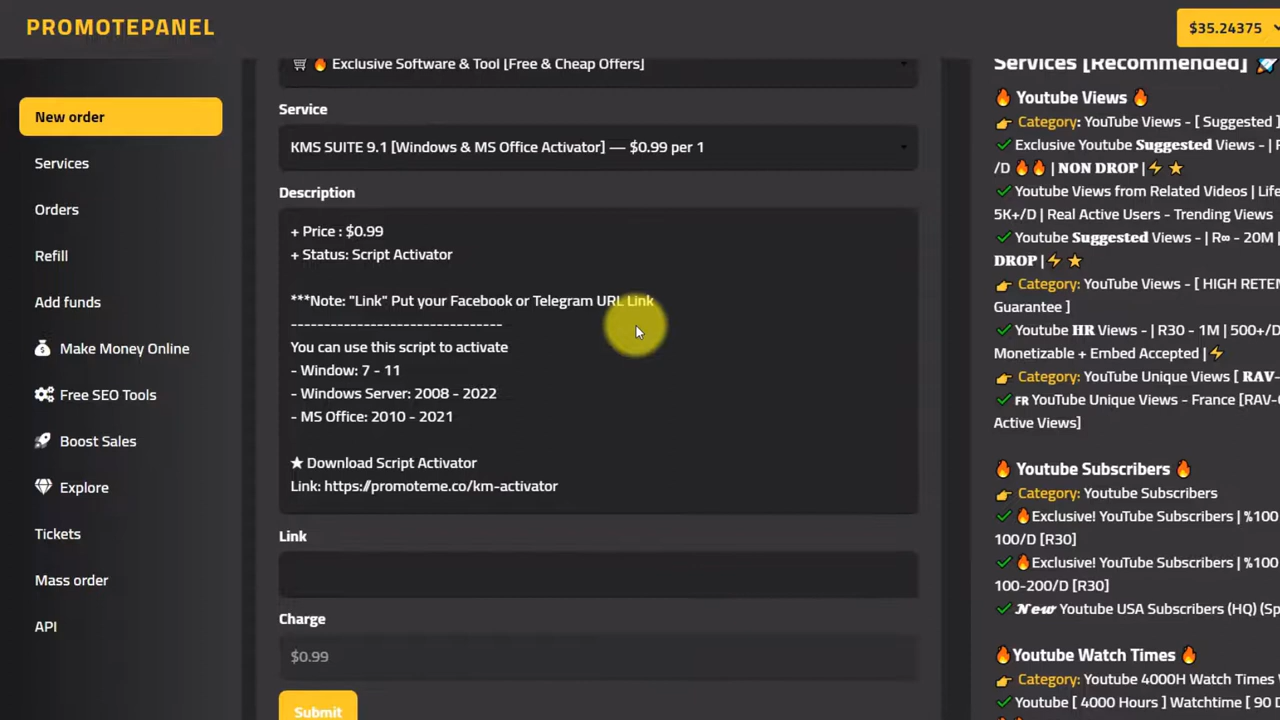 PROMOTEPANEL
$35.24375
New order
Services
Orders
Refill
Add funds
Make Money Online
Free SEO Tools
Boost Sales
Explore
Tickets
Mass order
API
Exclusive Software & Tool [Free & Cheap Offers]
Service
KMS SUITE 9.1 [Windows & MS Office Activator] — $0.99 per 1
Description
+ Price : $0.99
+ Status: Script Activator
***Note: "Link" Put your Facebook or Telegram URL Link
--------------------------------
You can use this script to activate
- Window: 7 - 11
- Windows Server: 2008 - 2022
- MS Office: 2010 - 2021
★ Download Script Activator
Link: https://promoteme.co/km-activator
Link
Charge
$0.99
Submit
Services [Recommended]
Youtube Views
Category: YouTube Views - [ Suggested ]
Exclusive Youtube Suggested Views - | R
/D 🔥🔥 | NON DROP | ⚡ ★
Youtube Views from Related Videos | Life
5K+/D | Real Active Users - Trending Views
Youtube Suggested Views - | R∞ - 20M |
DROP | ⚡ ★
Category: YouTube Views - [ HIGH RETEN
Guarantee ]
Youtube HR Views - | R30 - 1M | 500+/D
Monetizable + Embed Accepted | ⚡
Category: YouTube Unique Views [ RAV-
FR YouTube Unique Views - France [RAV-
Active Views]
Youtube Subscribers
Category: Youtube Subscribers
Exclusive! YouTube Subscribers | %100
100/D [R30]
Exclusive! YouTube Subscribers | %100
100-200/D [R30]
New Youtube USA Subscribers (HQ) (Sp
Youtube Watch Times
Category: Youtube 4000H Watch Times
Youtube [ 4000 Hours ] Watchtime [ 90 D